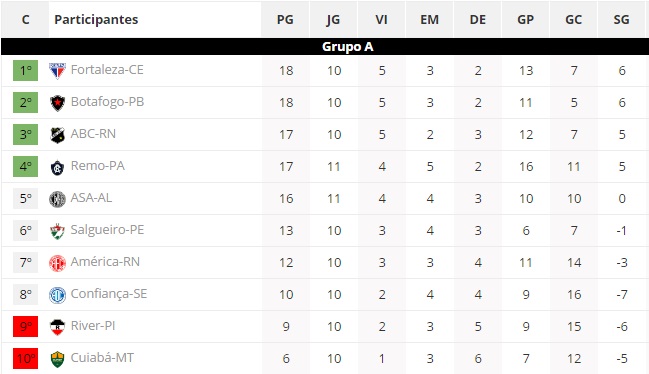 C Participantes PG JG VI EM DE GP GC SG
Grupo A
1º Fortaleza-CE 18 10 5 3 2 13 7 6
2º Botafogo-PB 18 10 5 3 2 11 5 6
3º ABC-RN 17 10 5 2 3 12 7 5
4º Remo-PA 17 11 4 5 2 16 11 5
5º ASA-AL 16 11 4 4 3 10 10 0
6º Salgueiro-PE 13 10 3 4 3 6 7 -1
7º América-RN 12 10 3 3 4 11 14 -3
8º Confiança-SE 10 10 2 4 4 9 16 -7
9º River-PI 9 10 2 3 5 9 15 -6
10º Cuiabá-MT 6 10 1 3 6 7 12 -5